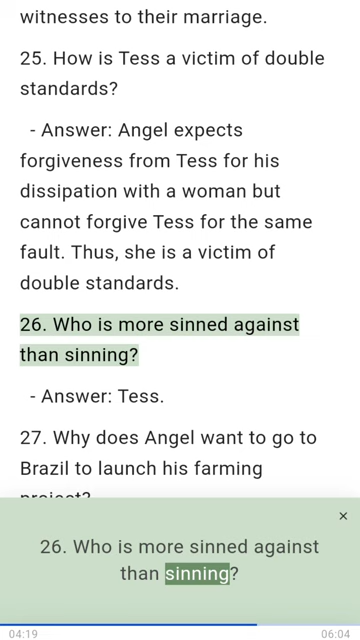 witnesses to their marriage.
25. How is Tess a victim of double
standards?
- Answer: Angel expects
forgiveness from Tess for his
dissipation with a woman but
cannot forgive Tess for the same
fault. Thus, she is a victim of
double standards.
26. Who is more sinned against
than sinning?
- Answer: Tess.
27. Why does Angel want to go to
Brazil to launch his farming
project?
26. Who is more sinned against
than sinning?
04:19
06:04